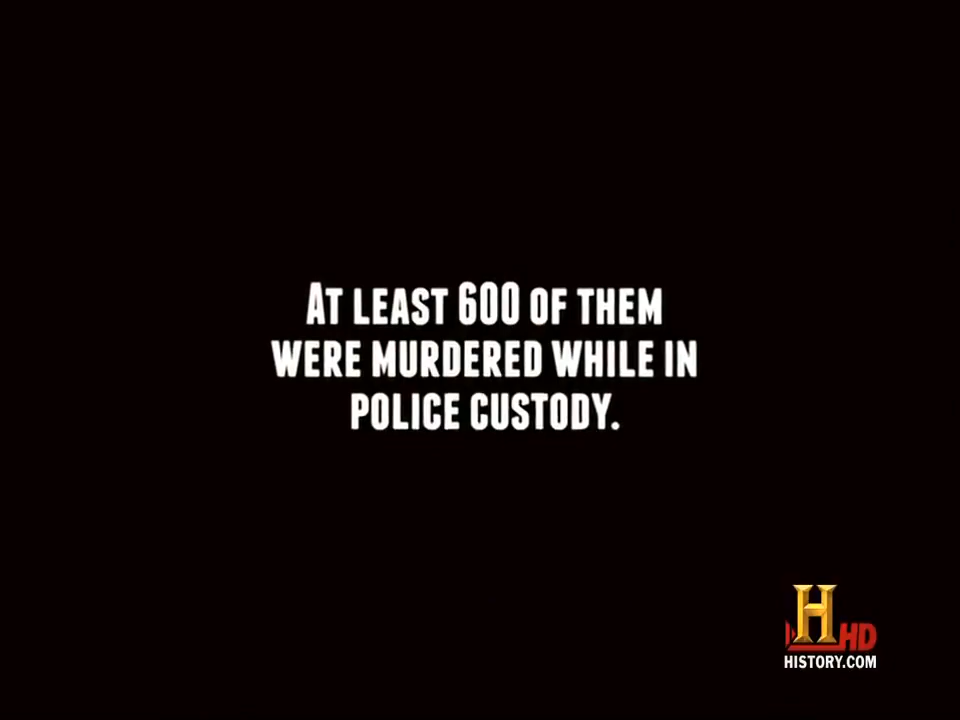 At least 600 of them
were murdered while in
police custody.
H HD
HISTORY.COM